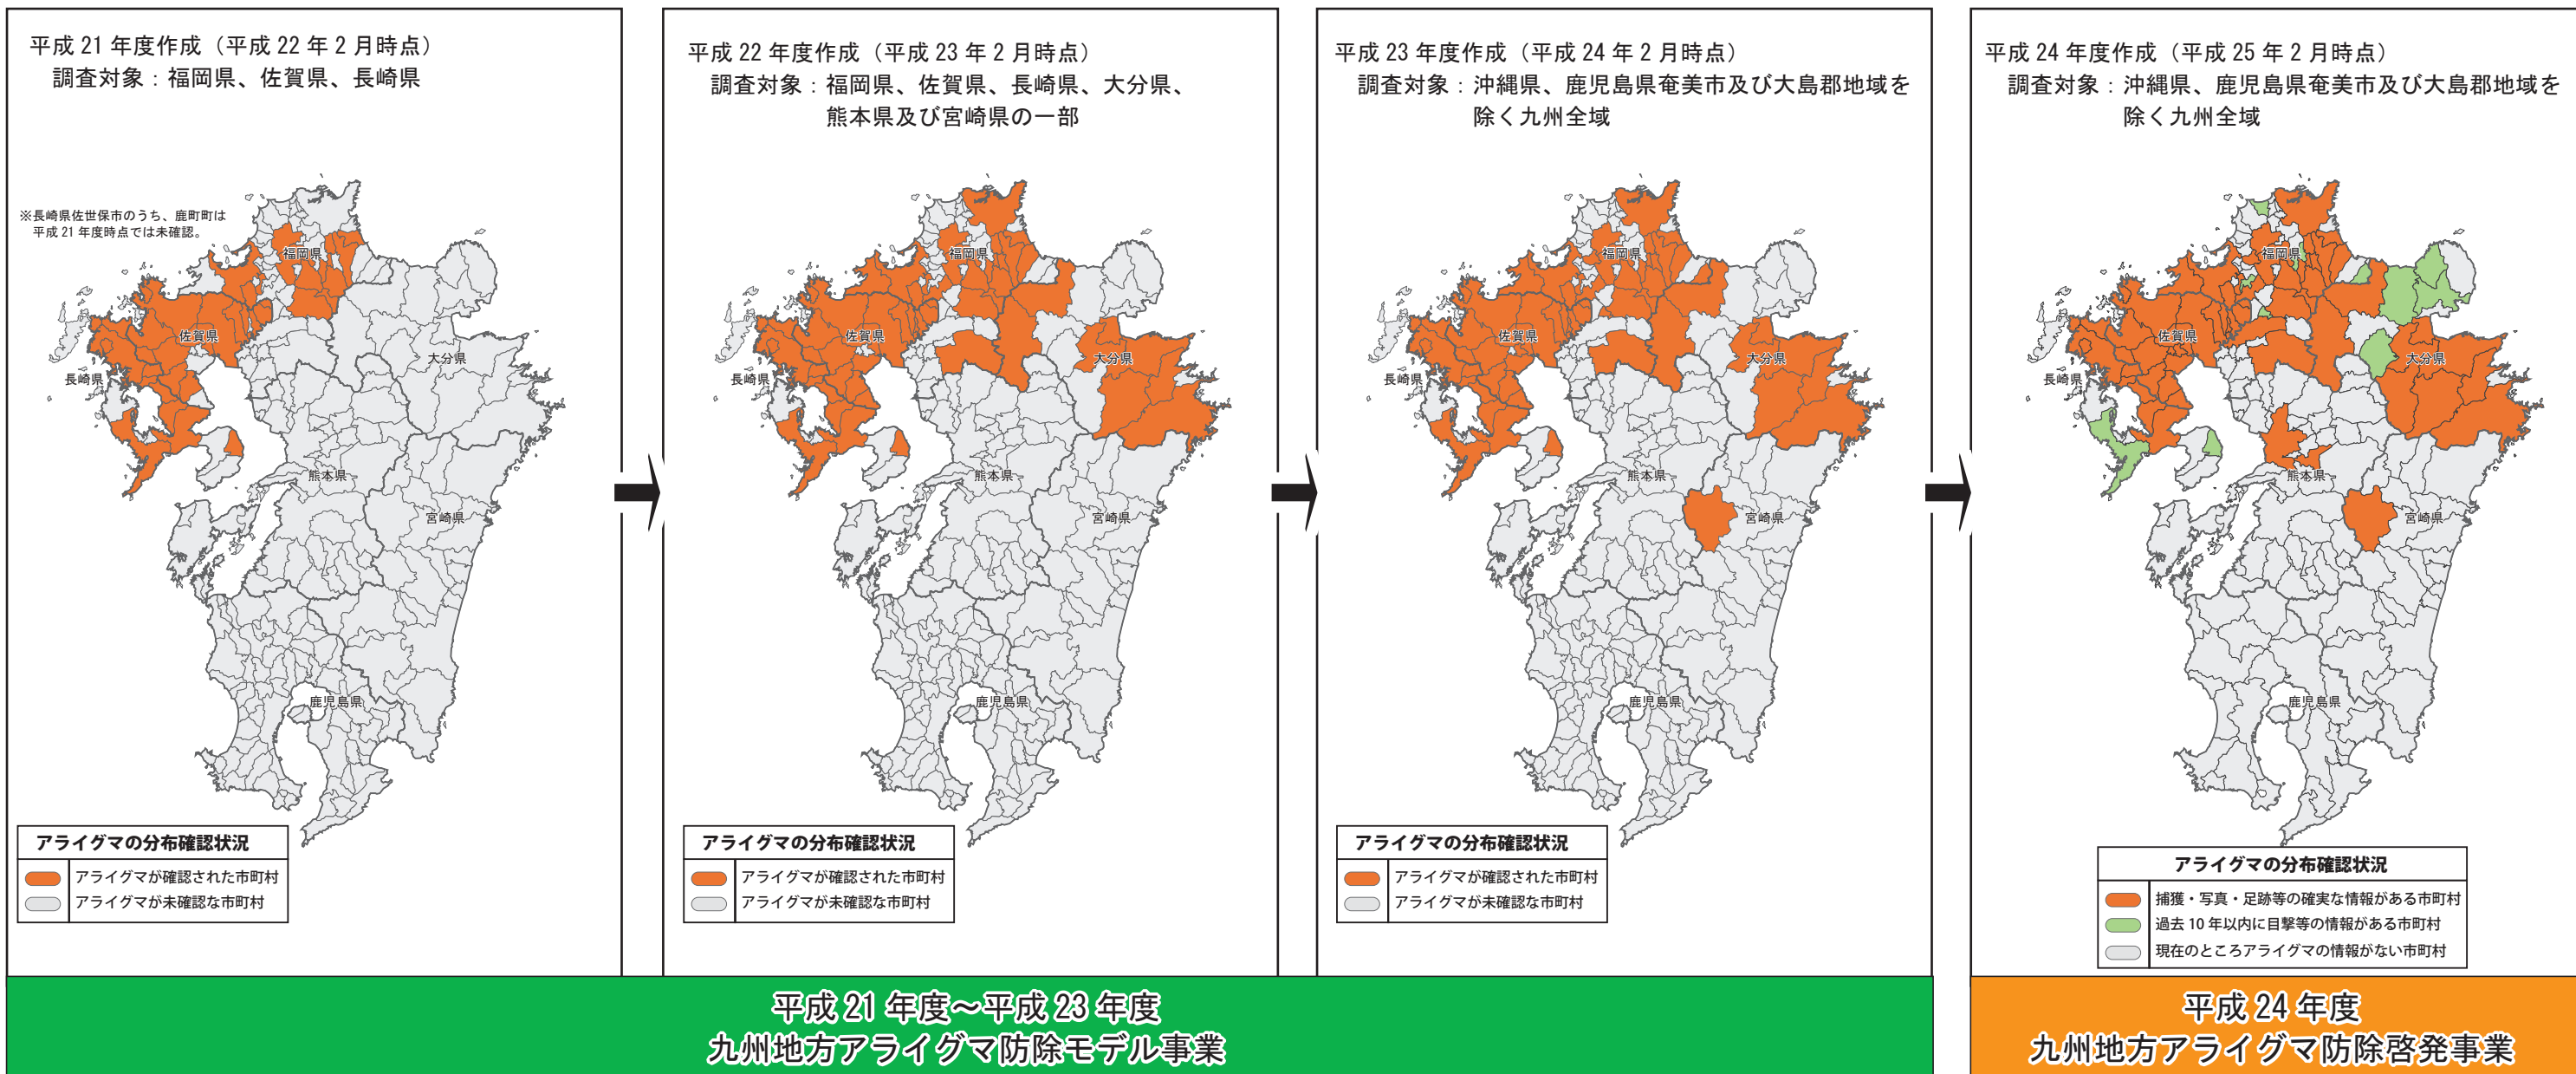 平成 21 年度作成（平成 22 年 2 月時点）
調査対象：福岡県、佐賀県、長崎県
※長崎県佐世保市のうち、鹿町町は
平成 21 年度時点では未確認。
福岡県
佐賀県
長崎県
大分県
熊本県
宮崎県
鹿児島県
アライグマの分布確認状況
アライグマが確認された市町村
アライグマが未確認な市町村
平成 22 年度作成（平成 23 年 2 月時点）
調査対象：福岡県、佐賀県、長崎県、大分県、
熊本県及び宮崎県の一部
福岡県
佐賀県
長崎県
大分県
熊本県
宮崎県
鹿児島県
アライグマの分布確認状況
アライグマが確認された市町村
アライグマが未確認な市町村
平成 23 年度作成（平成 24 年 2 月時点）
調査対象：沖縄県、鹿児島県奄美市及び大島郡地域を
除く九州全域
福岡県
佐賀県
長崎県
大分県
熊本県
宮崎県
鹿児島県
アライグマの分布確認状況
アライグマが確認された市町村
アライグマが未確認な市町村
平成 24 年度作成（平成 25 年 2 月時点）
調査対象：沖縄県、鹿児島県奄美市及び大島郡地域を
除く九州全域
福岡県
佐賀県
長崎県
大分県
熊本県
宮崎県
鹿児島県
アライグマの分布確認状況
捕獲・写真・足跡等の確実な情報がある市町村
過去 10 年以内に目撃等の情報がある市町村
現在のところアライグマの情報がない市町村
平成 21 年度～平成 23 年度
九州地方アライグマ防除モデル事業
平成 24 年度
九州地方アライグマ防除啓発事業